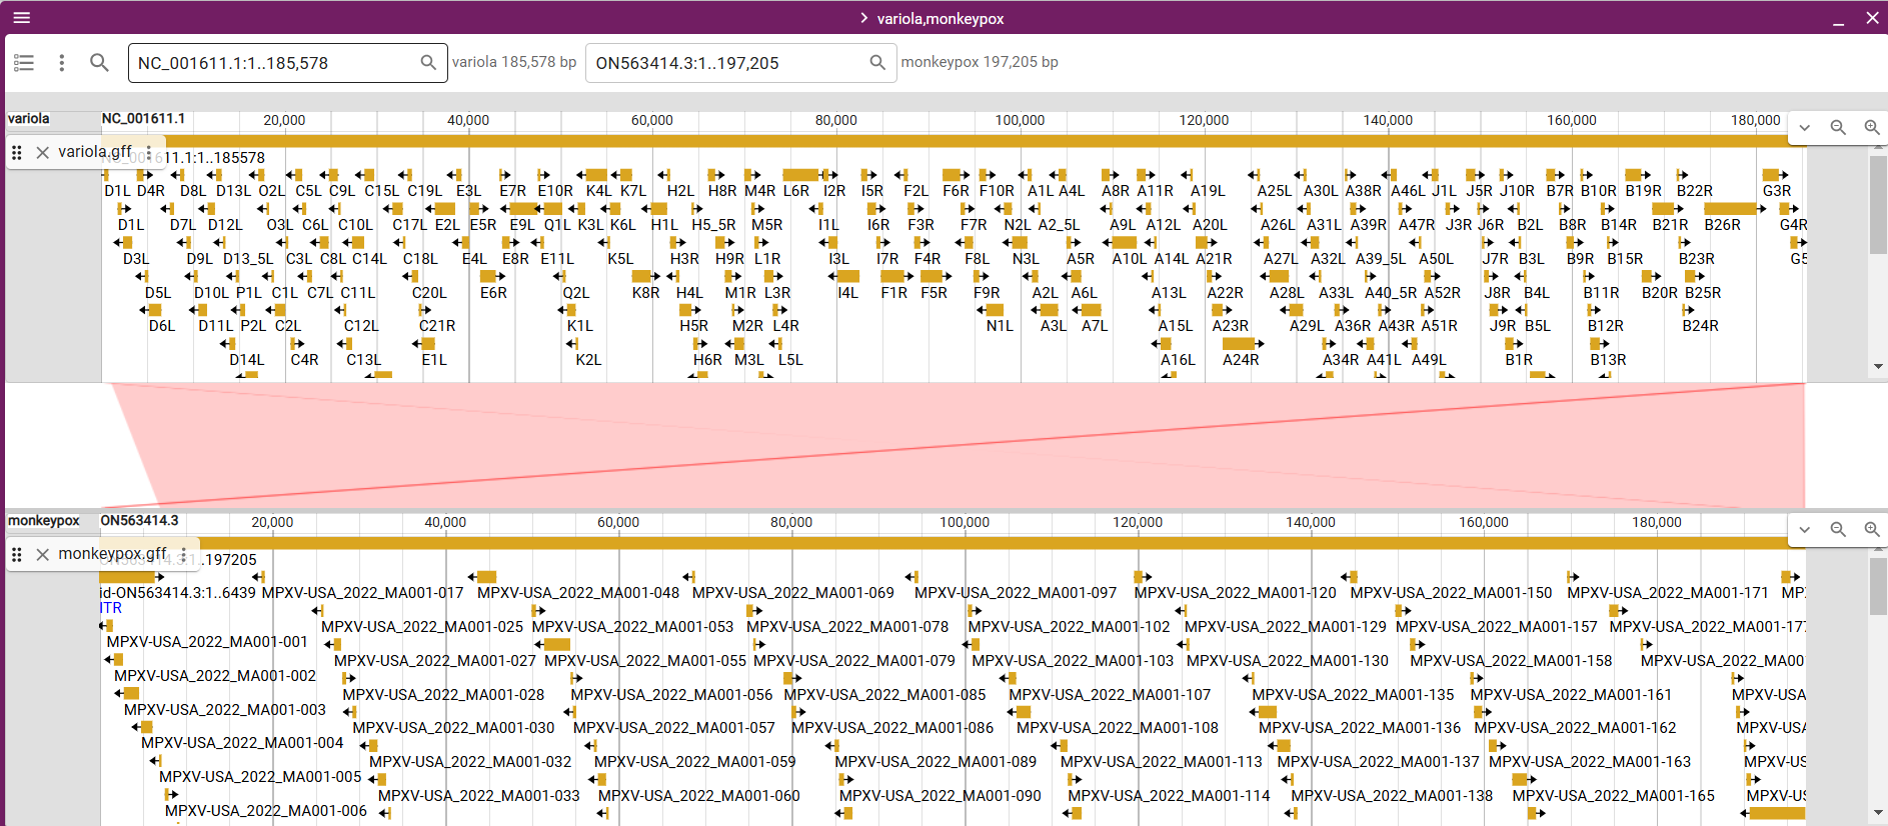 variola,monkeypox
NC_001611.1:1..185,578 variola 185,578 bp ON563414.3:1..197,205 monkeypox 197,205 bp
variola NC_001611.1 20,000 40,000 60,000 80,000 100,000 120,000 140,000 160,000 180,000
variola.gff
NC_001611.1:1..185578
D1L D4R D8L D13L O2L C5L C9L C15L C19L E3L E7R E10R K4L K7L H2L H8R M4R L6R I2R I5R F2L F6R F10R A1L A4L A8R A11R A19L A25L A30L A38R A46L J1L J5R J10R B7R B10R B19R B22R G3R
D1L D7L D12L O3L C6L C10L C17L E2L E5R E9L Q1L K3L K6L H1L H5_5R M5R I1L I6R F3R F7R N2L A2_5L A9L A12L A20L A26L A31L A39R A47R J3R J6R B2L B8R B14R B21R B26R G4R
D3L D9L D13_5L C3L C8L C14L C18L E4L E8R E11L K5L H3R H9R L1R I3L I7R F4R F8L N3L A5R A10L A14L A21R A27L A32L A39_5L A50L J7R B3L B9R B15R B23R G5
D5L D10L P1L C1L C7L C11L C20L E6R Q2L K8R H4L M1R L3R I4L F1R F5R F9R A2L A6L A13L A22R A28L A33L A40_5R A52R J8R B4L B11R B20R B25R
D6L D11L P2L C2L C12L C21R K1L H5R M2R L4R N1L A3L A7L A15L A23R A29L A36R A43R A51R J9R B5L B12R B24R
D14L C4R C13L E1L K2L H6R M3L L5L A16L A24R A34R A41L A49L B1R B13R
monkeypox ON563414.3 20,000 40,000 60,000 80,000 100,000 120,000 140,000 160,000 180,000
monkeypox.gff
ON563414.3:1..197205
id-ON563414.3:1..6439 MPXV-USA_2022_MA001-017 MPXV-USA_2022_MA001-048 MPXV-USA_2022_MA001-069 MPXV-USA_2022_MA001-097 MPXV-USA_2022_MA001-120 MPXV-USA_2022_MA001-150 MPXV-USA_2022_MA001-171 MP
ITR
MPXV-USA_2022_MA001-025 MPXV-USA_2022_MA001-053 MPXV-USA_2022_MA001-078 MPXV-USA_2022_MA001-102 MPXV-USA_2022_MA001-129 MPXV-USA_2022_MA001-157 MPXV-USA_2022_MA001-17
MPXV-USA_2022_MA001-001
MPXV-USA_2022_MA001-027 MPXV-USA_2022_MA001-055 MPXV-USA_2022_MA001-079 MPXV-USA_2022_MA001-103 MPXV-USA_2022_MA001-130 MPXV-USA_2022_MA001-158 MPXV-USA_2022_MA00
MPXV-USA_2022_MA001-002
MPXV-USA_2022_MA001-028 MPXV-USA_2022_MA001-056 MPXV-USA_2022_MA001-085 MPXV-USA_2022_MA001-107 MPXV-USA_2022_MA001-135 MPXV-USA_2022_MA001-161 MPXV-USA
MPXV-USA_2022_MA001-003
MPXV-USA_2022_MA001-030 MPXV-USA_2022_MA001-057 MPXV-USA_2022_MA001-086 MPXV-USA_2022_MA001-108 MPXV-USA_2022_MA001-136 MPXV-USA_2022_MA001-162 MPXV-US
MPXV-USA_2022_MA001-004
MPXV-USA_2022_MA001-032 MPXV-USA_2022_MA001-059 MPXV-USA_2022_MA001-089 MPXV-USA_2022_MA001-113 MPXV-USA_2022_MA001-137 MPXV-USA_2022_MA001-163 MPXV-US
MPXV-USA_2022_MA001-005
MPXV-USA_2022_MA001-033 MPXV-USA_2022_MA001-060 MPXV-USA_2022_MA001-090 MPXV-USA_2022_MA001-114 MPXV-USA_2022_MA001-138 MPXV-USA_2022_MA001-165 MPXV-US
MPXV-USA_2022_MA001-006